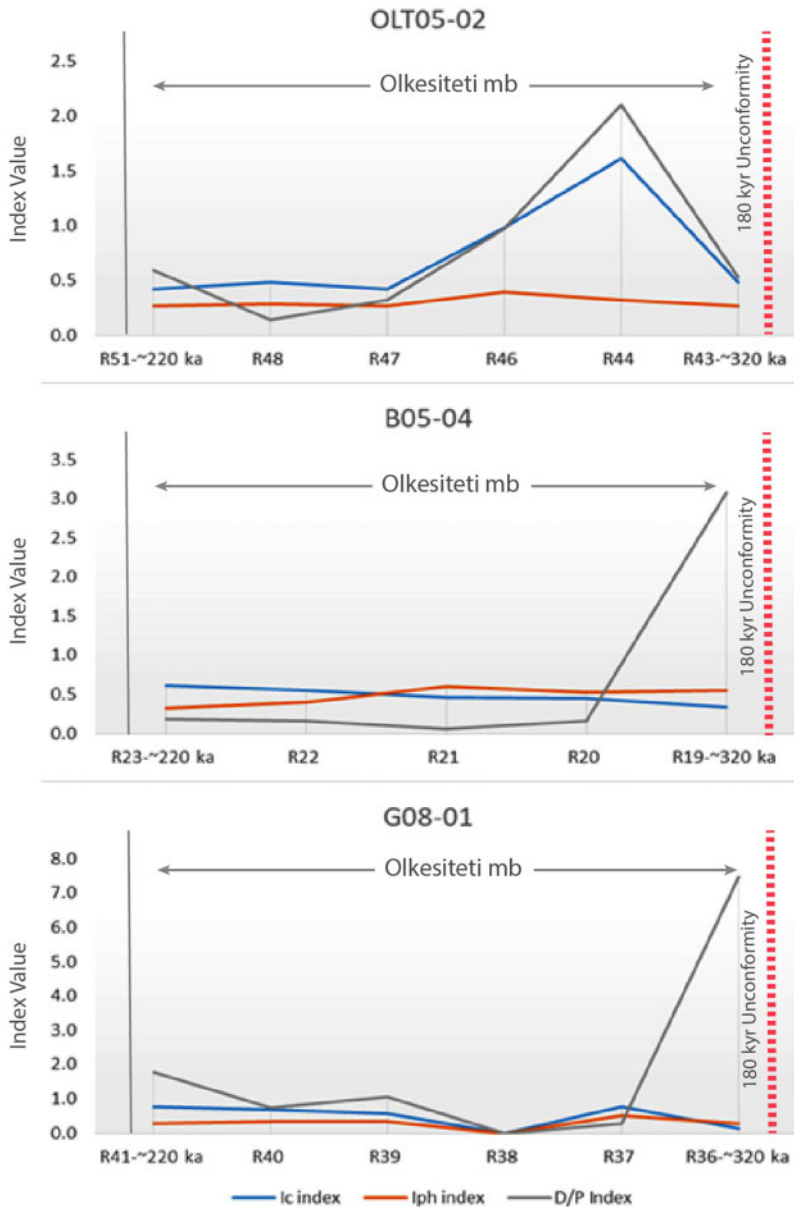 OLT05-02
2.5
Olkesiteti mb
2.0
1.5
1.0
0.5
0.0
Index Value
180 kyr Unconformity
R51-~220 ka R48 R47 R46 R44 R43-~320 ka
B05-04
3.5
Olkesiteti mb
3.0
2.5
2.0
1.5
1.0
0.5
0.0
Index Value
180 kyr Unconformity
R23-~220 ka R22 R21 R20 R19-~320 ka
G08-01
8.0
Olkesiteti mb
7.0
6.0
5.0
4.0
3.0
2.0
1.0
0.0
Index Value
180 kyr Unconformity
R41-~220 ka R40 R39 R38 R37 R36-~320 ka
Ic index Iph index D/P Index